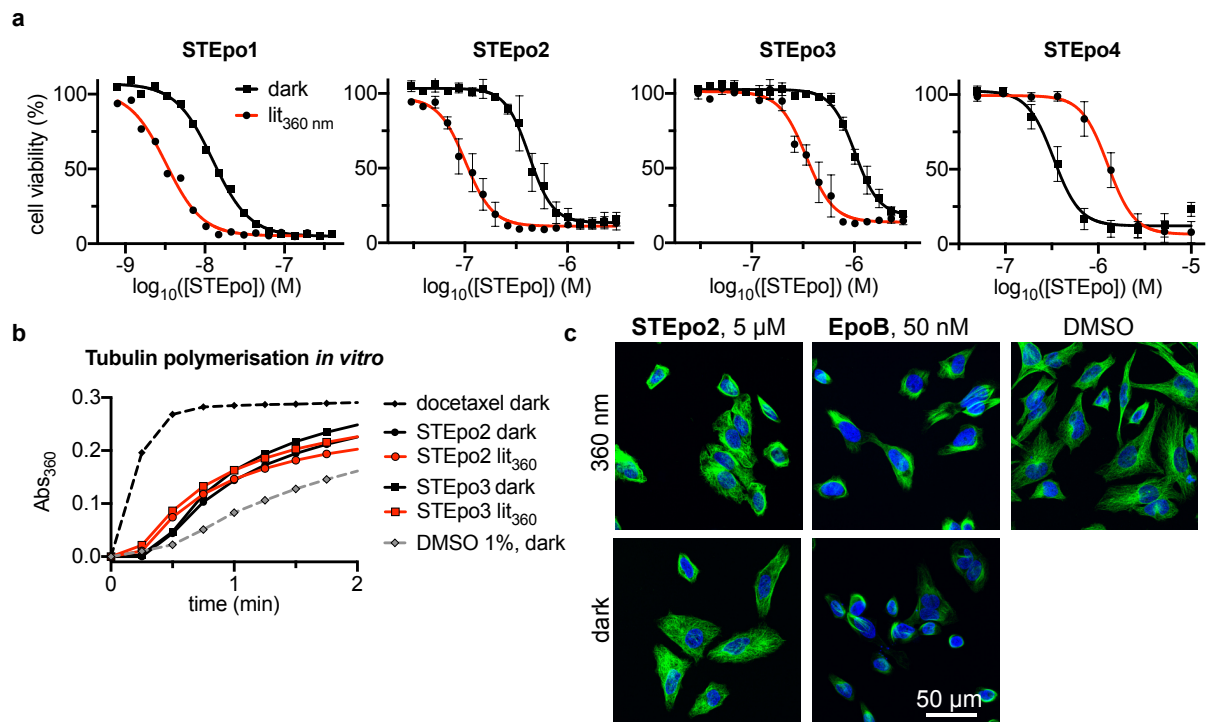 a
STEpo1
STEpo2
STEpo3
STEpo4
cell viability (%)
100
50
0
dark
lit360 nm
-9 -8 -7
log10([STEpo]) (M)
100
50
0
-7 -6
log10([STEpo]) (M)
100
50
0
-7 -6
log10([STEpo]) (M)
100
50
0
-7 -6 -5
log10([STEpo]) (M)
b
Tubulin polymerisation in vitro
Abs360
0.3
0.2
0.1
0.0
0 1 2
time (min)
docetaxel dark
STEpo2 dark
STEpo2 lit360
STEpo3 dark
STEpo3 lit360
DMSO 1%, dark
c
STEpo2, 5 µM
EpoB, 50 nM
DMSO
360 nm
dark
50 µm